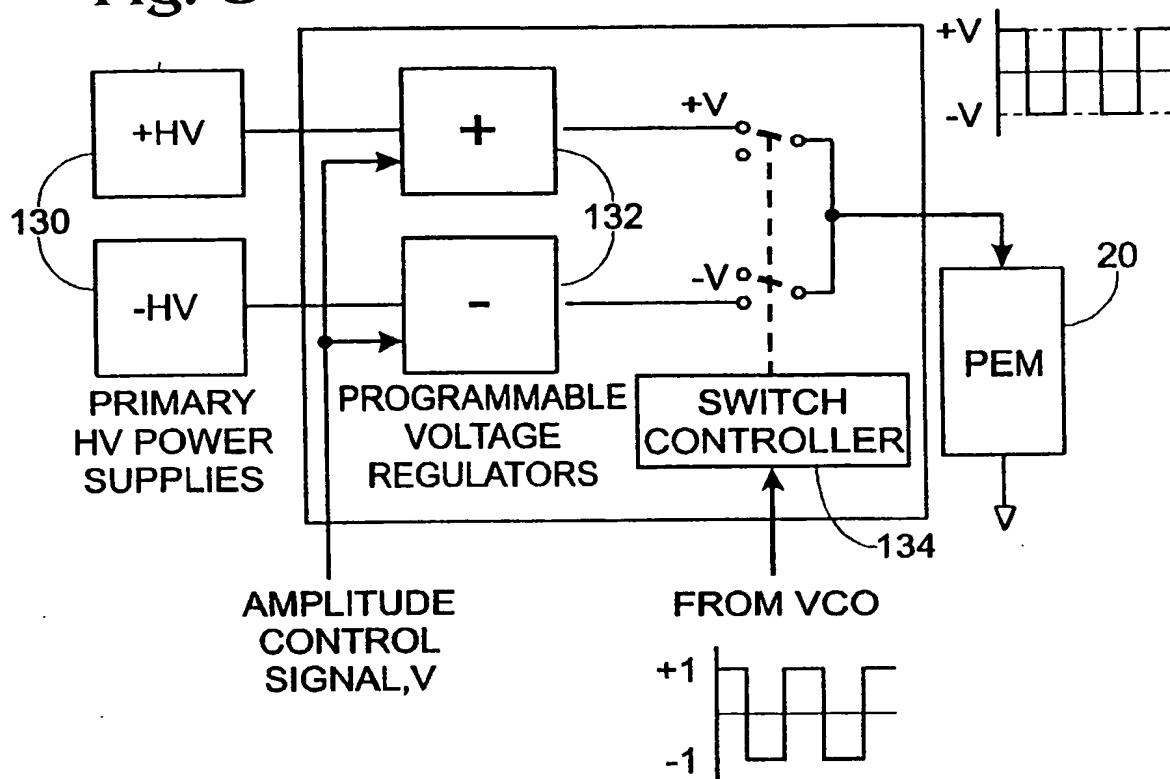 +V
-V
+HV
+
+V
130
132
-HV
-
-V
20
PEM
PRIMARY
HV POWER
SUPPLIES
PROGRAMMABLE
VOLTAGE
REGULATORS
SWITCH
CONTROLLER
134
AMPLITUDE
CONTROL
SIGNAL,V
FROM VCO
+1
-1